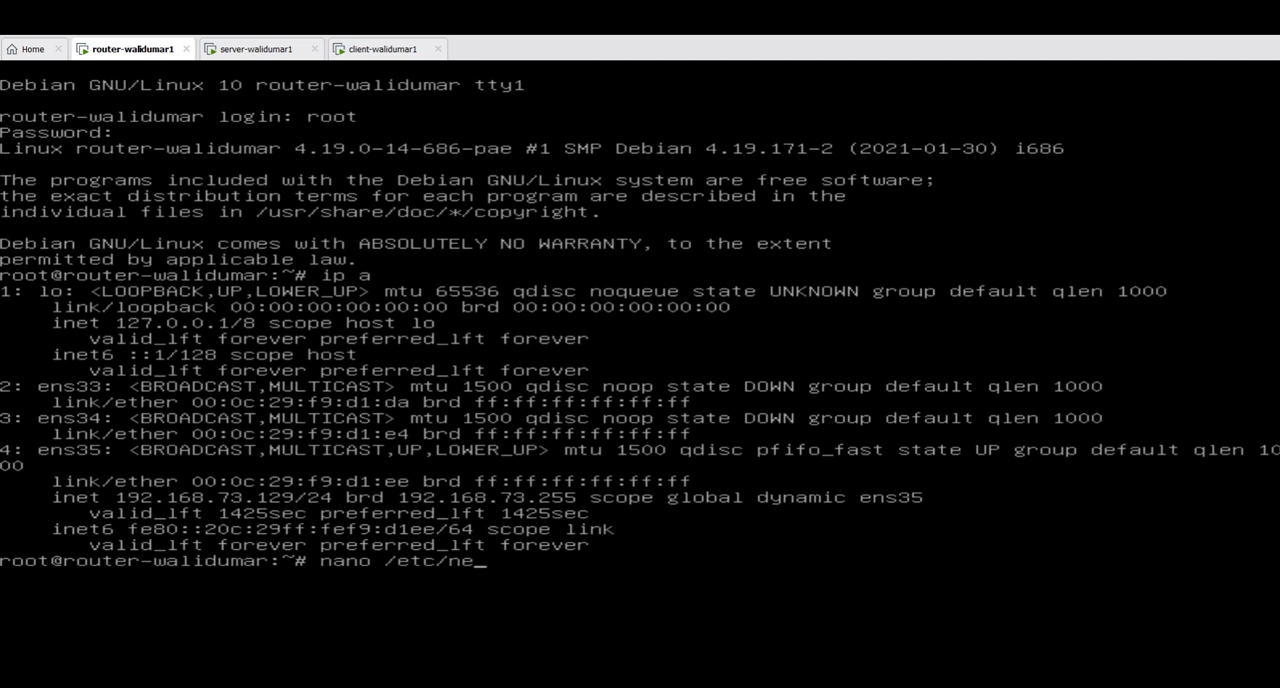 Home
router-walidumar1
server-walidumar1
client-walidumar1
Debian GNU/Linux 10 router-walidumar tty1
router-walidumar login: root
Password:
Linux router-walidumar 4.19.0-14-686-pae #1 SMP Debian 4.19.171-2 (2021-01-30) i686
The programs included with the Debian GNU/Linux system are free software;
the exact distribution terms for each program are described in the
individual files in /usr/share/doc/*/copyright.
Debian GNU/Linux comes with ABSOLUTELY NO WARRANTY, to the extent
permitted by applicable law.
root@router-walidumar:~# ip a
1: lo: <LOOPBACK,UP,LOWER_UP> mtu 65536 qdisc noqueue state UNKNOWN group default qlen 1000
link/loopback 00:00:00:00:00:00 brd 00:00:00:00:00:00
inet 127.0.0.1/8 scope host lo
valid_lft forever preferred_lft forever
inet6 ::1/128 scope host
valid_lft forever preferred_lft forever
2: ens33: <BROADCAST,MULTICAST> mtu 1500 qdisc noop state DOWN group default qlen 1000
link/ether 00:0c:29:f9:d1:da brd ff:ff:ff:ff:ff:ff
3: ens34: <BROADCAST,MULTICAST> mtu 1500 qdisc noop state DOWN group default qlen 1000
link/ether 00:0c:29:f9:d1:e4 brd ff:ff:ff:ff:ff:ff
4: ens35: <BROADCAST,MULTICAST,UP,LOWER_UP> mtu 1500 qdisc pfifo_fast state UP group default qlen 10
00
link/ether 00:0c:29:f9:d1:ee brd ff:ff:ff:ff:ff:ff
inet 192.168.73.129/24 brd 192.168.73.255 scope global dynamic ens35
valid_lft 1425sec preferred_lft 1425sec
inet6 fe80::20c:29ff:fef9:d1ee/64 scope link
valid_lft forever preferred_lft forever
root@router-walidumar:~# nano /etc/ne_